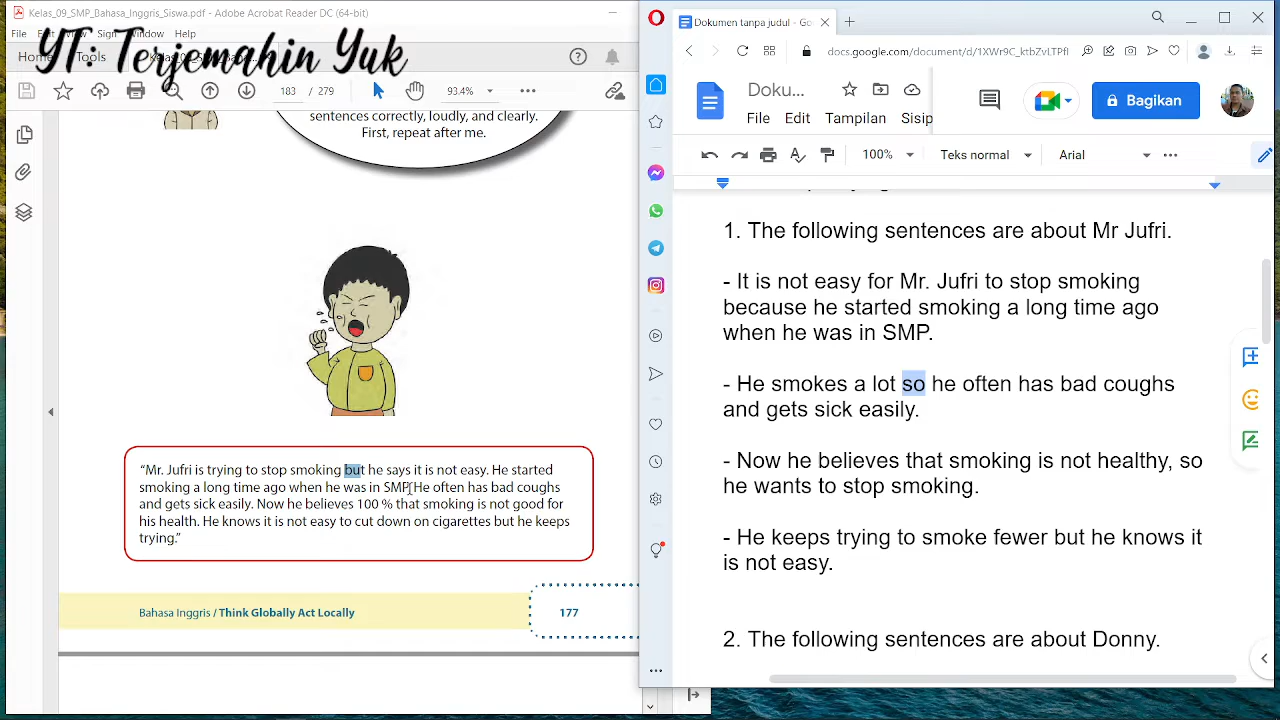 Kelas_09_SMP_Bahasa_Inggris_Siswa.pdf - Adobe Acrobat Reader DC (64-bit)
File Sign Window Help
YT: Terjemahin Yuk
Home Tools
183 / 279 93.4%
sentences correctly, loudly, and clearly.
First, repeat after me.
“Mr. Jufri is trying to stop smoking but he says it is not easy. He started
smoking a long time ago when he was in SMP. He often has bad coughs
and gets sick easily. Now he believes 100 % that smoking is not good for
his health. He knows it is not easy to cut down on cigarettes but he keeps
trying.”
Bahasa Inggris / Think Globally Act Locally 177
Dokumen tanpa judul - Go
docs.google.com/document/d/1XWr9C_ktbZvLTPfl
Doku...
File Edit Tampilan Sisip
Bagikan
100% Teks normal Arial
1. The following sentences are about Mr Jufri.
- It is not easy for Mr. Jufri to stop smoking
because he started smoking a long time ago
when he was in SMP.
- He smokes a lot so he often has bad coughs
and gets sick easily.
- Now he believes that smoking is not healthy, so
he wants to stop smoking.
- He keeps trying to smoke fewer but he knows it
is not easy.
2. The following sentences are about Donny.